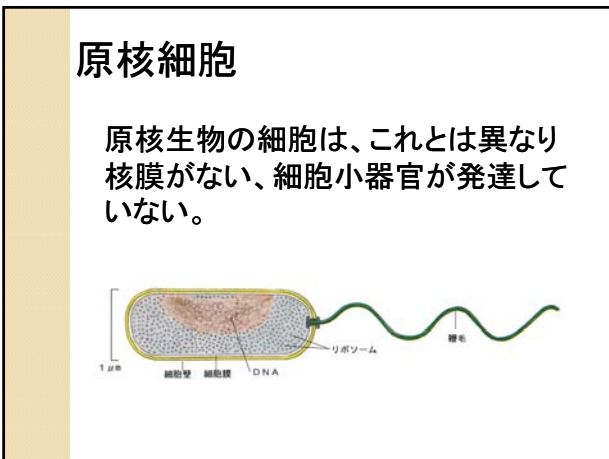 原核細胞
原核生物の細胞は、これとは異なり
核膜がない、細胞小器官が発達して
いない。
1 μm
リボソーム
鞭毛
細胞壁
細胞膜
DNA